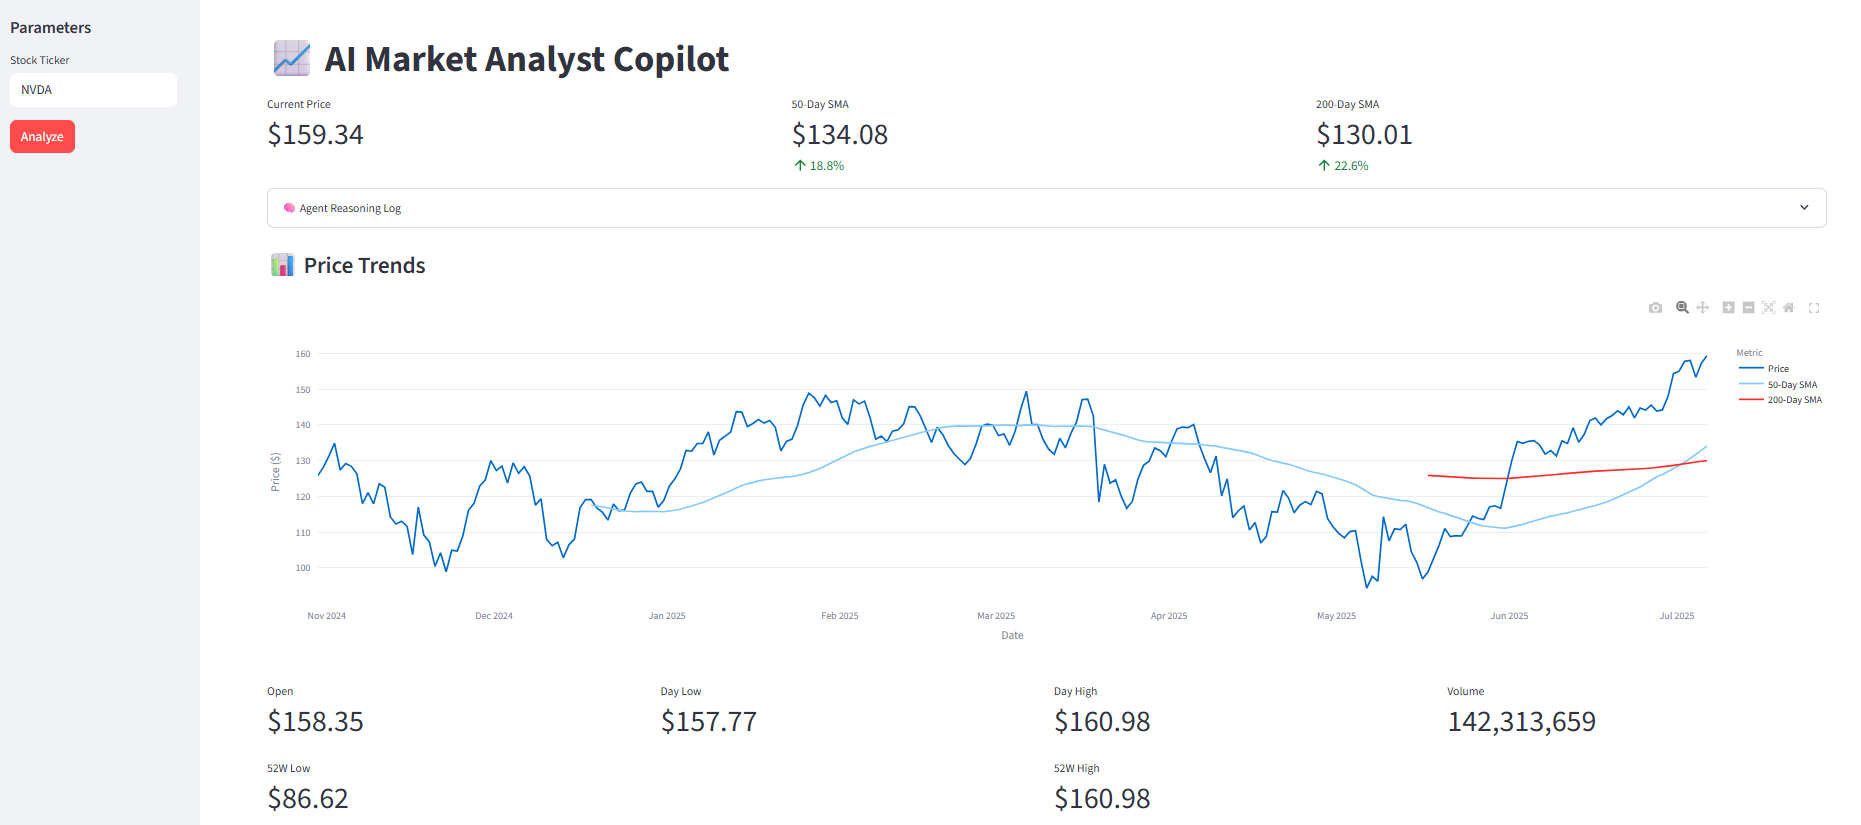 Parameters
Stock Ticker
NVDA
Analyze
AI Market Analyst Copilot
Current Price
$159.34
50-Day SMA
$134.08
↑ 18.8%
200-Day SMA
$130.01
↑ 22.6%
Agent Reasoning Log
Price Trends
Metric
Price
50-Day SMA
200-Day SMA
Price ($)
160
150
140
130
120
110
100
Nov 2024
Dec 2024
Jan 2025
Feb 2025
Mar 2025
Apr 2025
May 2025
Jun 2025
Jul 2025
Date
Open
$158.35
Day Low
$157.77
Day High
$160.98
Volume
142,313,659
52W Low
$86.62
52W High
$160.98